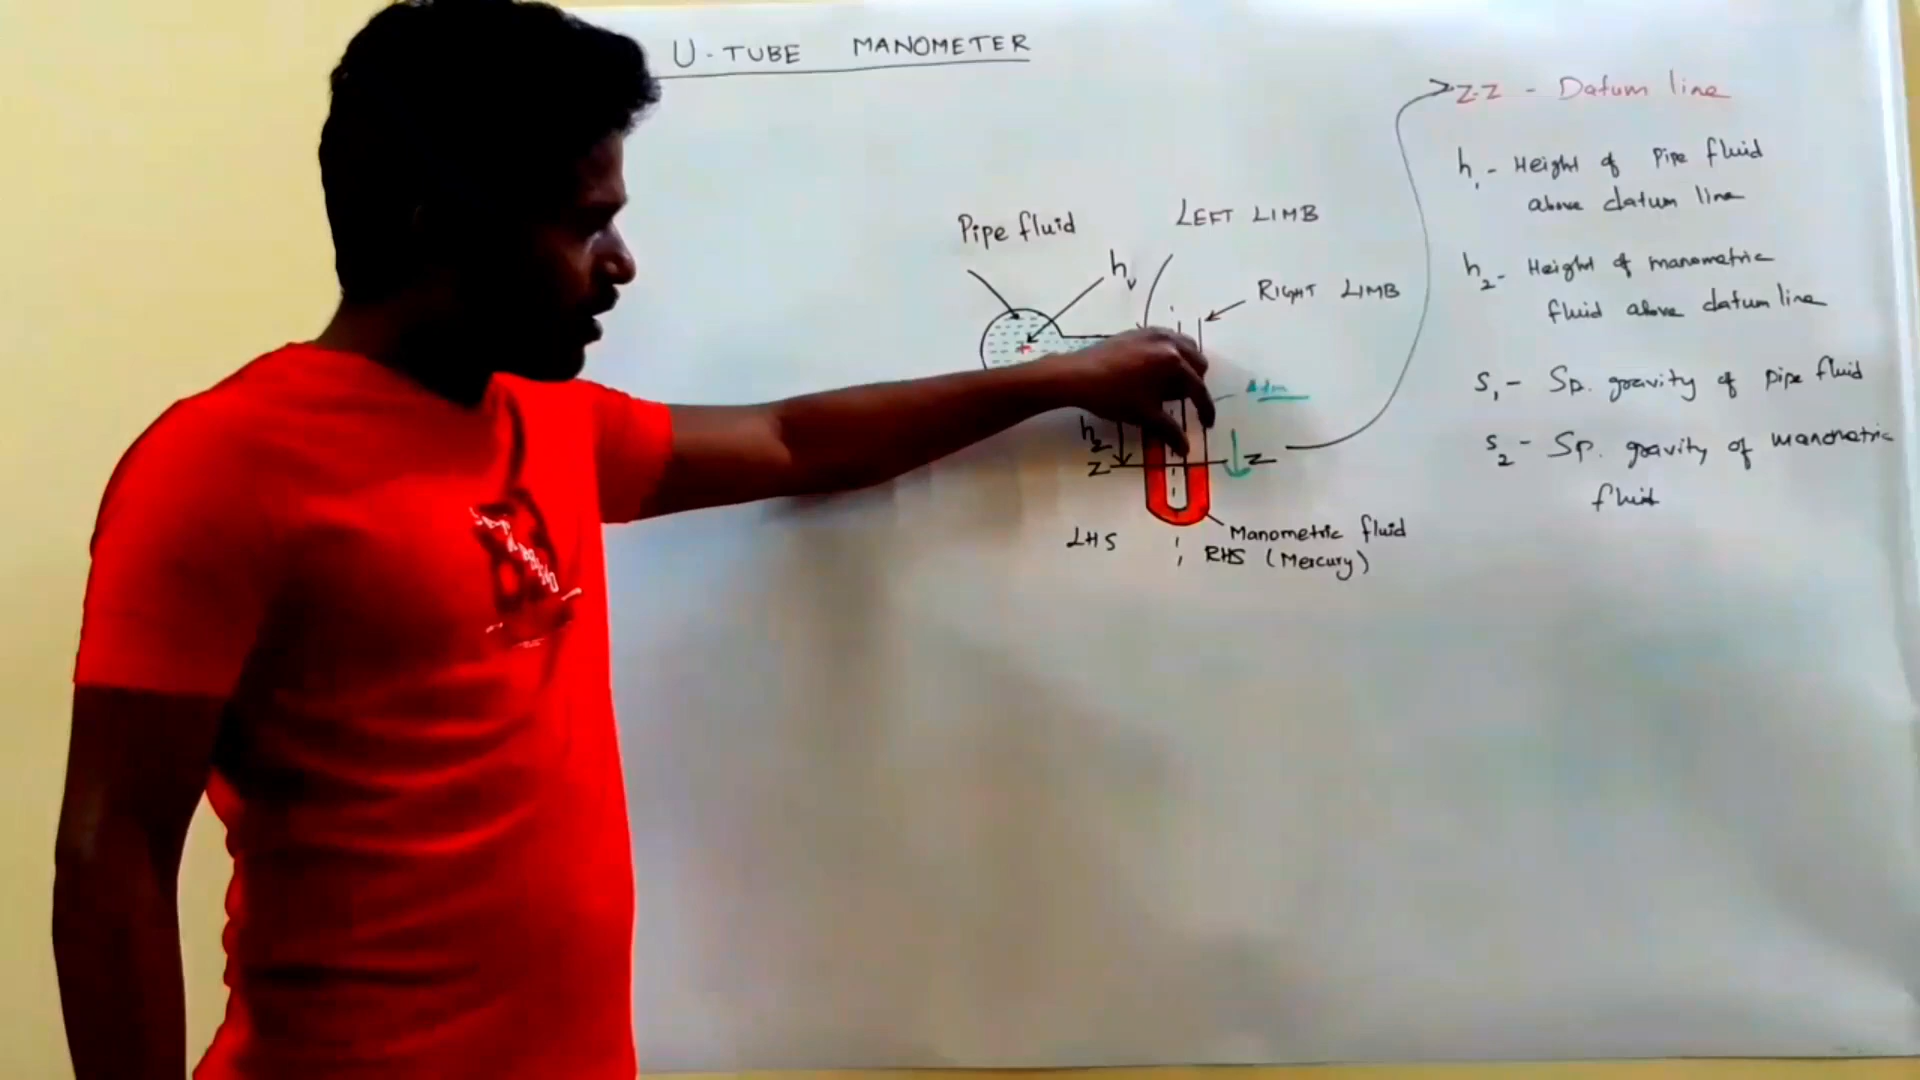 U-TUBE MANOMETER
Z-Z - Datum line
h₁ - Height of Pipe fluid
above datum line
Pipe fluid
LEFT LIMB
hᵥ
RIGHT LIMB
h₂ - Height of manometric
fluid above datum line
S₁ - Sp. gravity of pipe fluid
Atm
h₂
Z
Z
S₂ - Sp. gravity of manometric
fluid
LHS
Manometric fluid
RHS (Mercury)